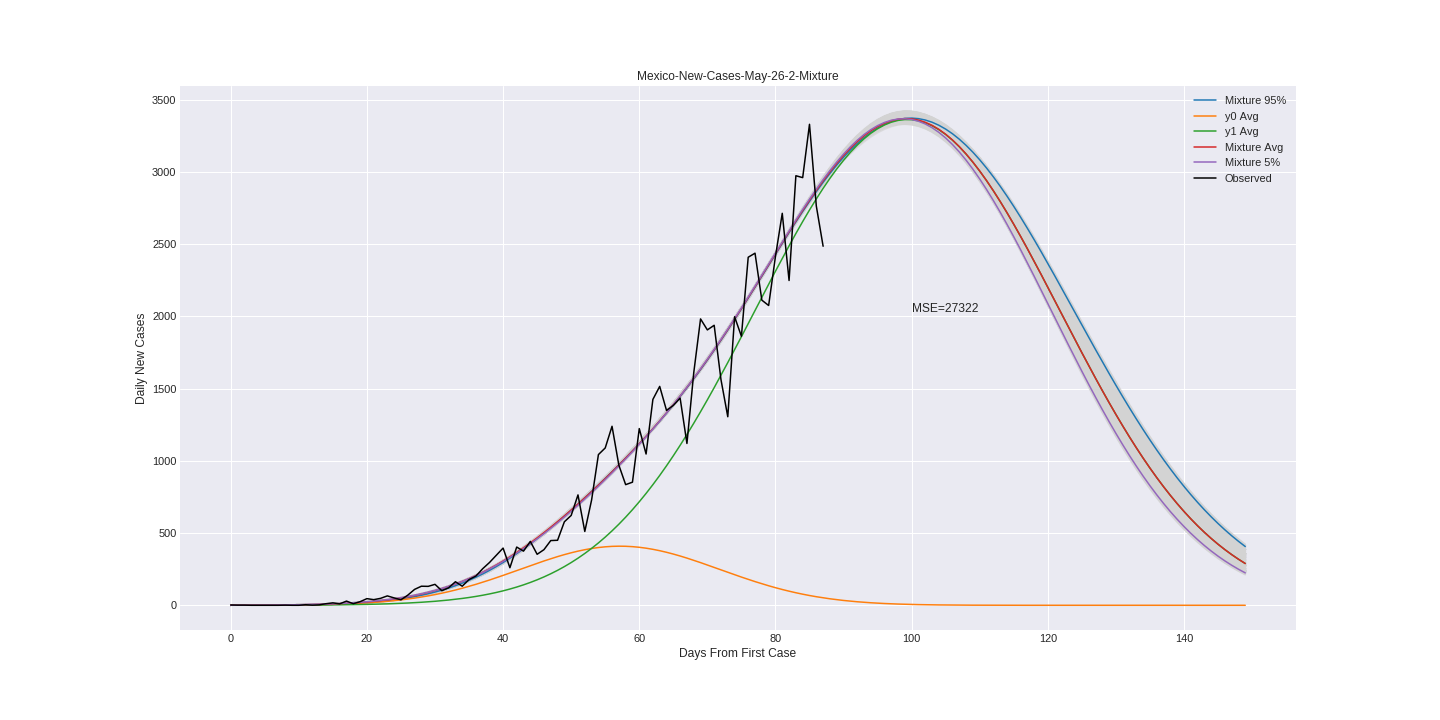 Mexico-New-Cases-May-26-2-Mixture
3500
3000
2500
2000
1500
1000
500
0
Daily New Cases
Mixture 95%
y0 Avg
y1 Avg
Mixture Avg
Mixture 5%
Observed
MSE=27322
0 20 40 60 80 100 120 140
Days From First Case